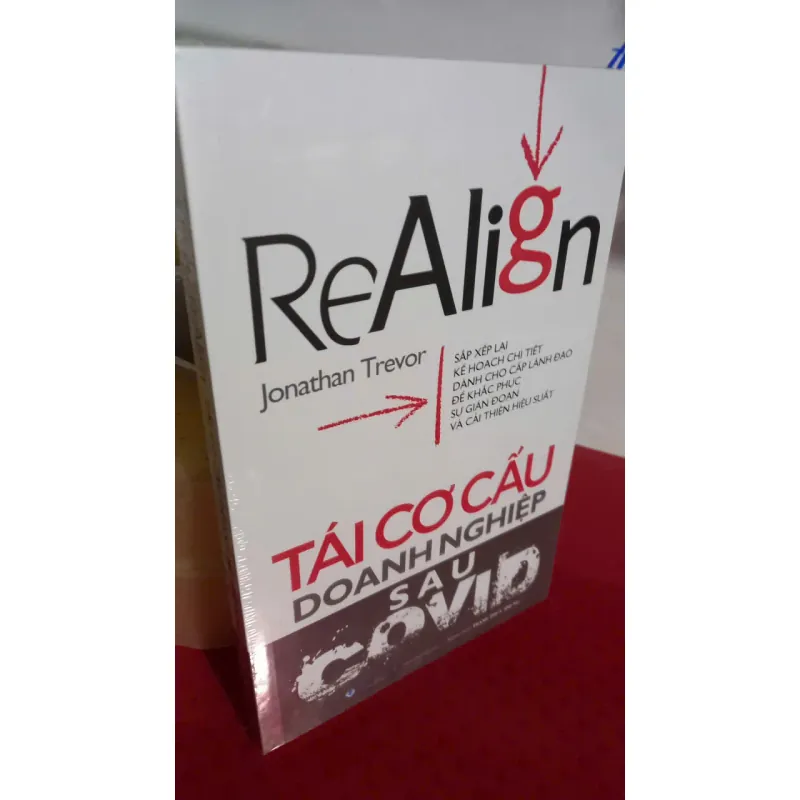 ReAlign
Jonathan Trevor
SẮP XẾP LẠI
KẾ HOẠCH CHI TIẾT
DÀNH CHO CẤP LÃNH ĐẠO
ĐỂ KHẮC PHỤC
SỰ GIÁN ĐOẠN
VÀ CẢI THIỆN HIỆU SUẤT
TÁI CƠ CẤU
DOANH NGHIỆP
SAU
COVID